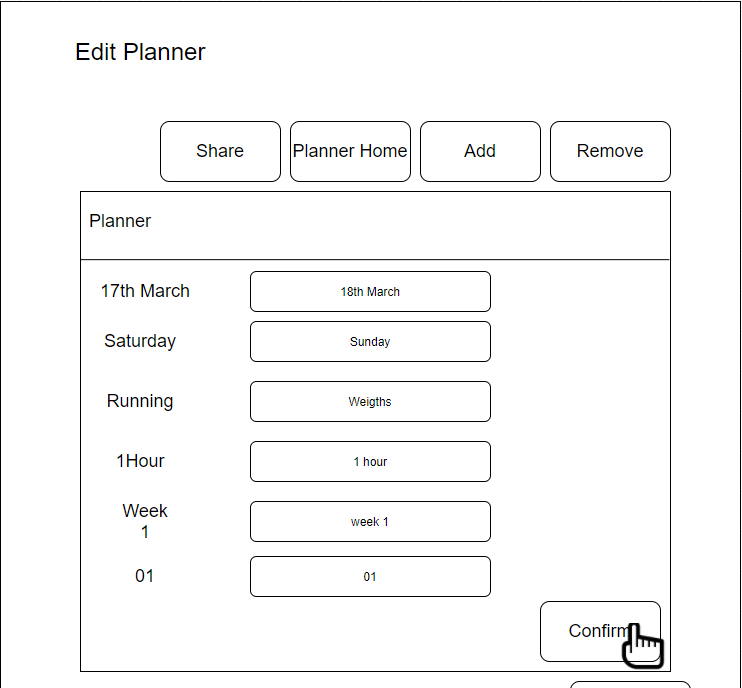 Edit Planner
Share
Planner Home
Add
Remove
Planner
17th March
18th March
Saturday
Sunday
Running
Weigths
1Hour
1 hour
Week
1
week 1
01
01
Confirm